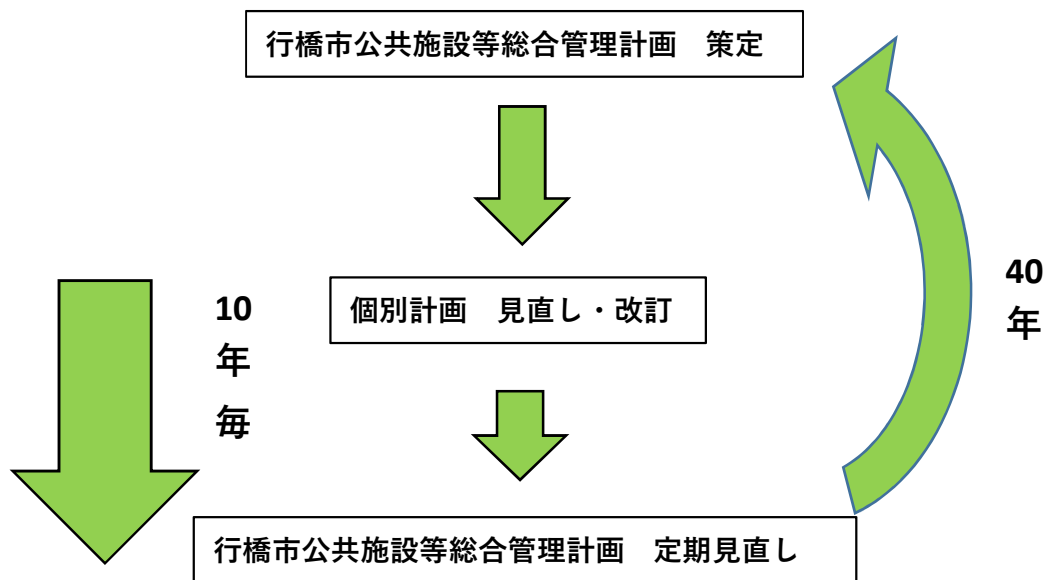 行橋市公共施設等総合管理計画　策定
個別計画　見直し・改訂
10
年
毎
40
年
行橋市公共施設等総合管理計画　定期見直し